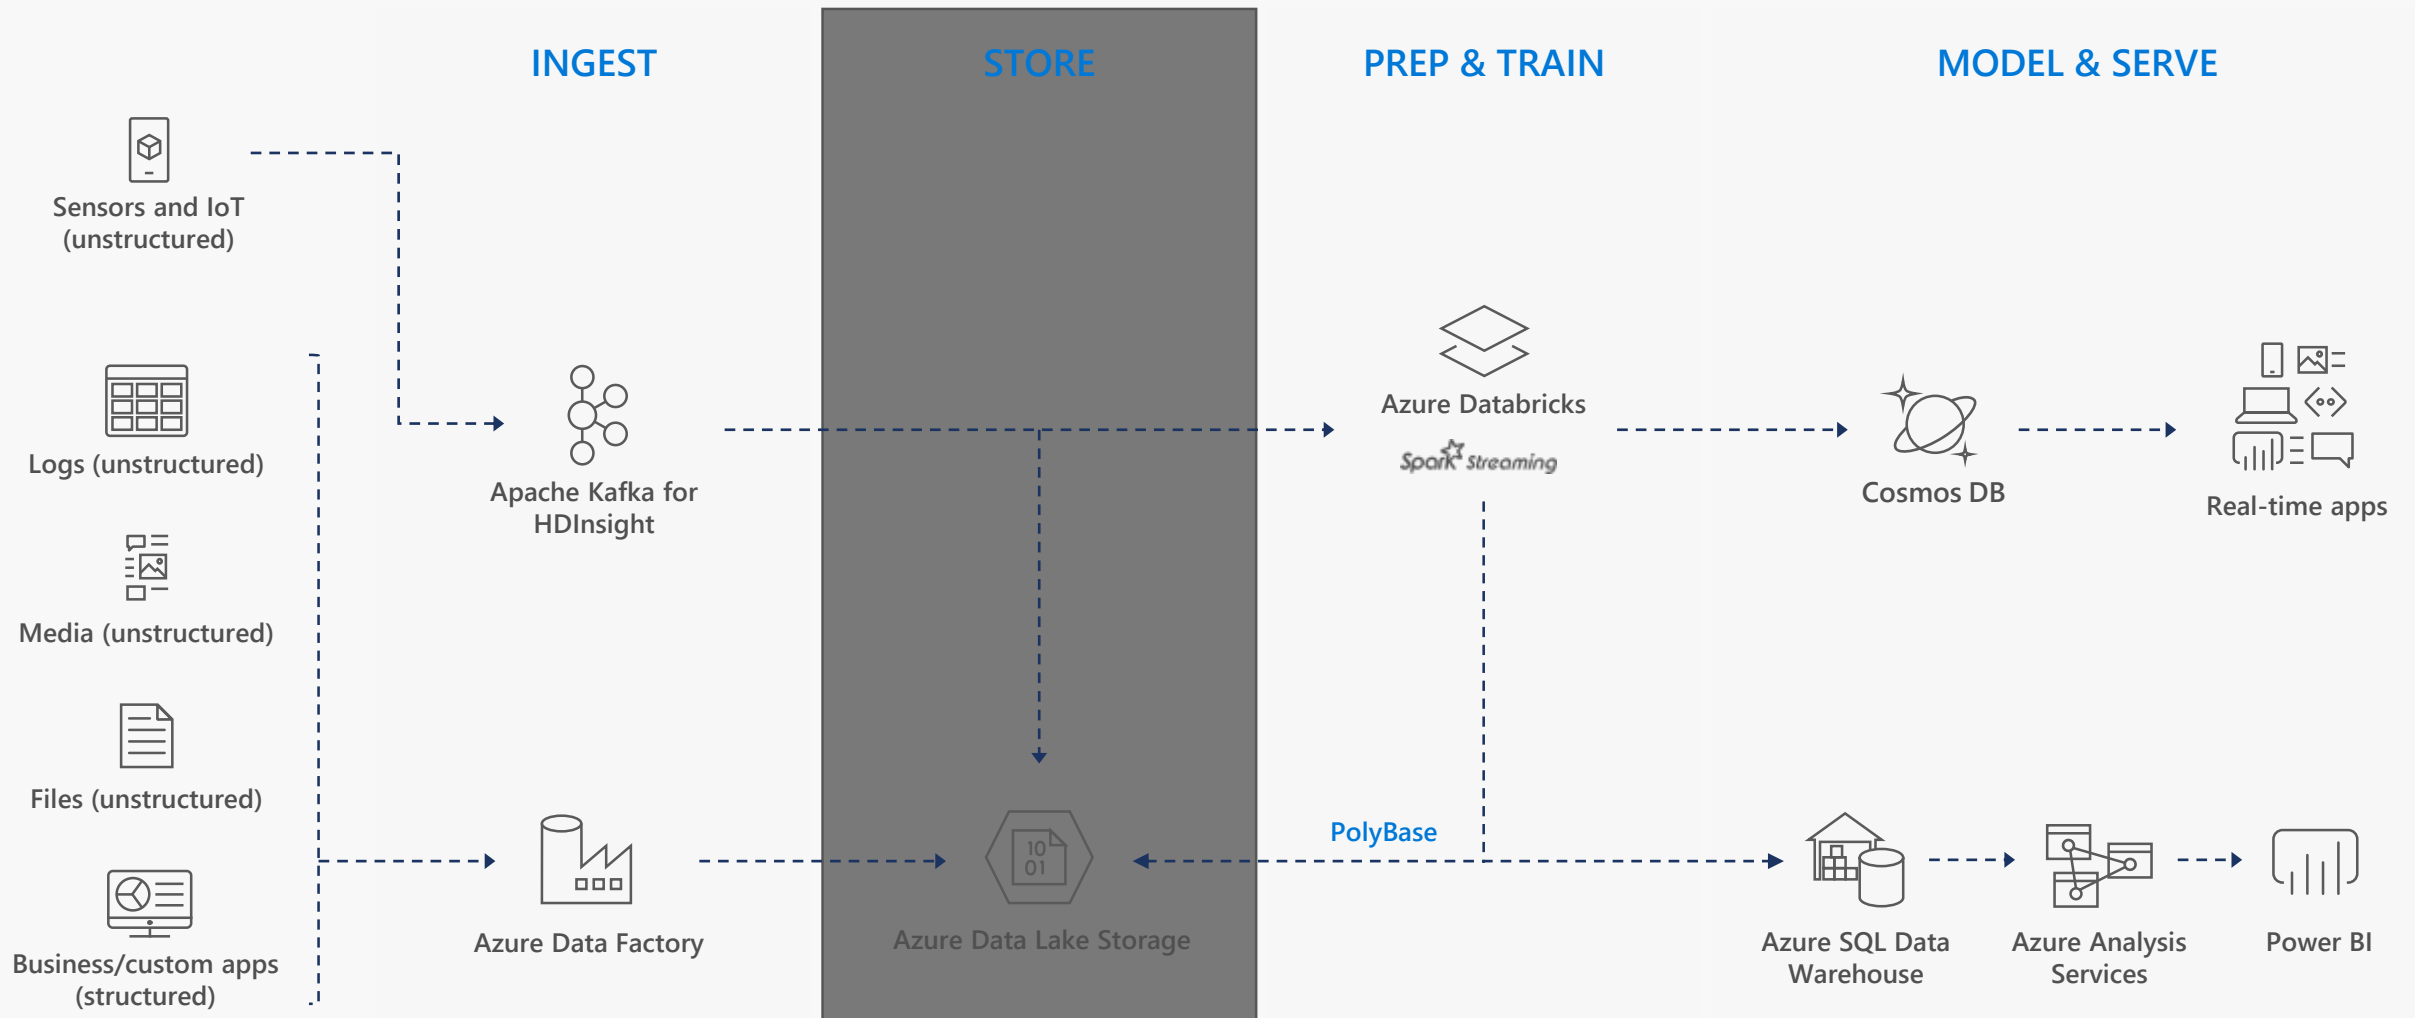 INGEST
STORE
PREP & TRAIN
MODEL & SERVE
Sensors and IoT
(unstructured)
Logs (unstructured)
Media (unstructured)
Files (unstructured)
Business/custom apps
(structured)
Apache Kafka for
HDInsight
Azure Data Factory
10
01
Azure Data Lake Storage
Azure Databricks
Spark Streaming
PolyBase
Cosmos DB
Real-time apps
Azure SQL Data
Warehouse
Azure Analysis
Services
Power BI